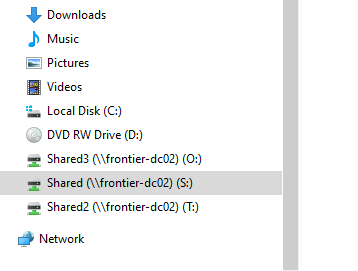 Downloads
Music
Pictures
Videos
Local Disk (C:)
DVD RW Drive (D:)
Shared3 (\\frontier-dc02) (O:)
Shared (\\frontier-dc02) (S:)
Shared2 (\\frontier-dc02) (T:)
Network